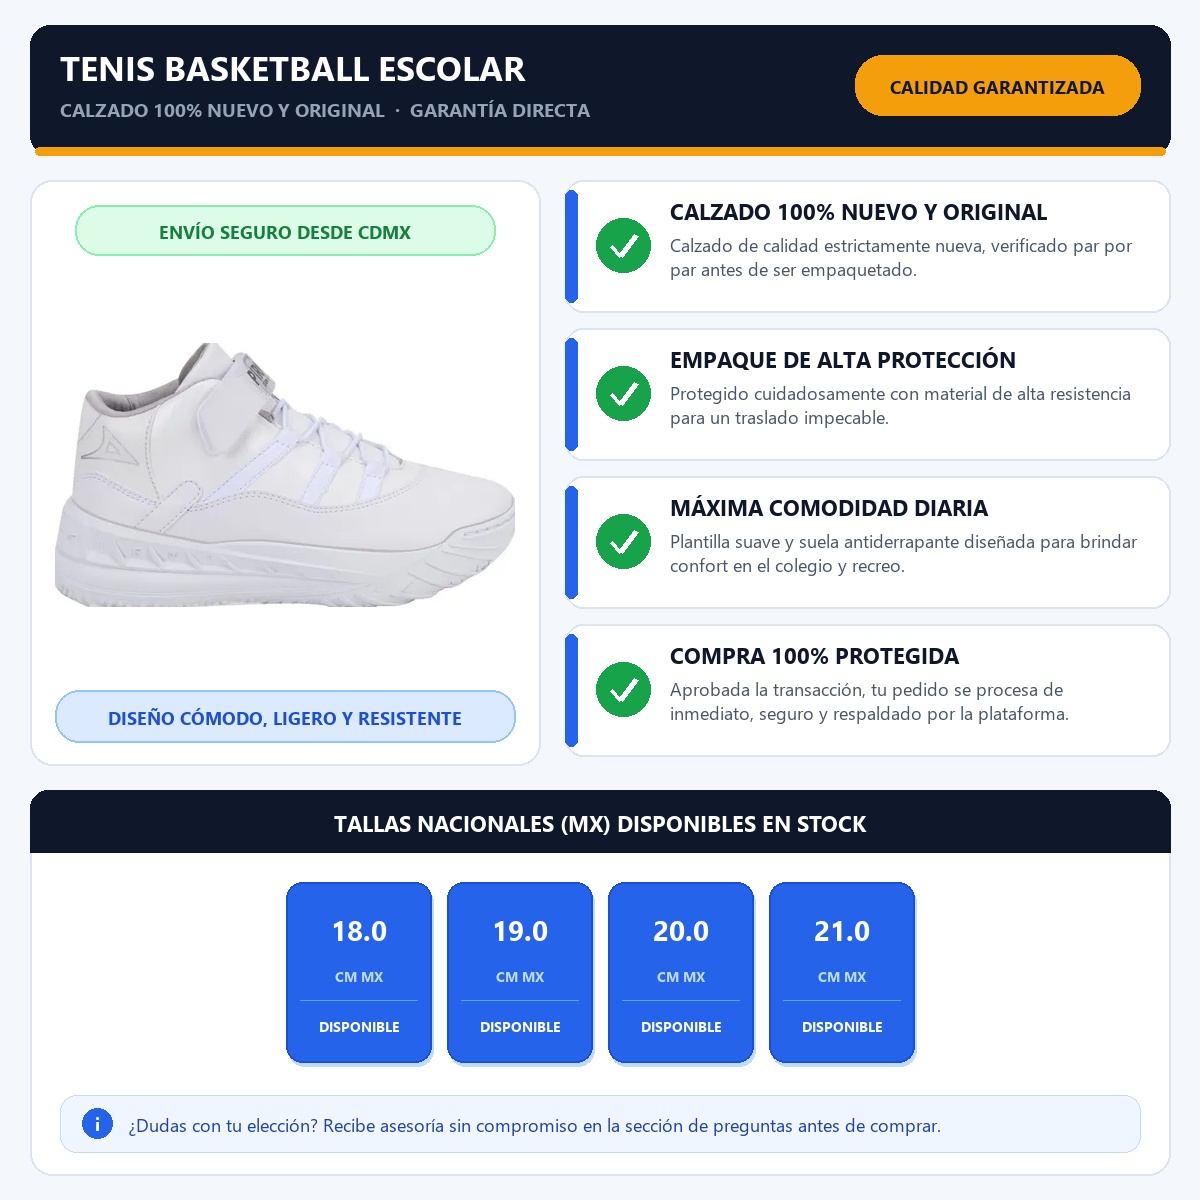 TENIS BASKETBALL ESCOLAR
CALZADO 100% NUEVO Y ORIGINAL · GARANTÍA DIRECTA
CALIDAD GARANTIZADA
ENVÍO SEGURO DESDE CDMX
DISEÑO CÓMODO, LIGERO Y RESISTENTE
CALZADO 100% NUEVO Y ORIGINAL
Calzado de calidad estrictamente nueva, verificado par por
par antes de ser empaquetado.
EMPAQUE DE ALTA PROTECCIÓN
Protegido cuidadosamente con material de alta resistencia
para un traslado impecable.
MÁXIMA COMODIDAD DIARIA
Plantilla suave y suela antiderrapante diseñada para brindar
confort en el colegio y recreo.
COMPRA 100% PROTEGIDA
Aprobada la transacción, tu pedido se procesa de
inmediato, seguro y respaldado por la plataforma.
TALLAS NACIONALES (MX) DISPONIBLES EN STOCK
18.0
CM MX
DISPONIBLE
19.0
CM MX
DISPONIBLE
20.0
CM MX
DISPONIBLE
21.0
CM MX
DISPONIBLE
¿Dudas con tu elección? Recibe asesoría sin compromiso en la sección de preguntas antes de comprar.